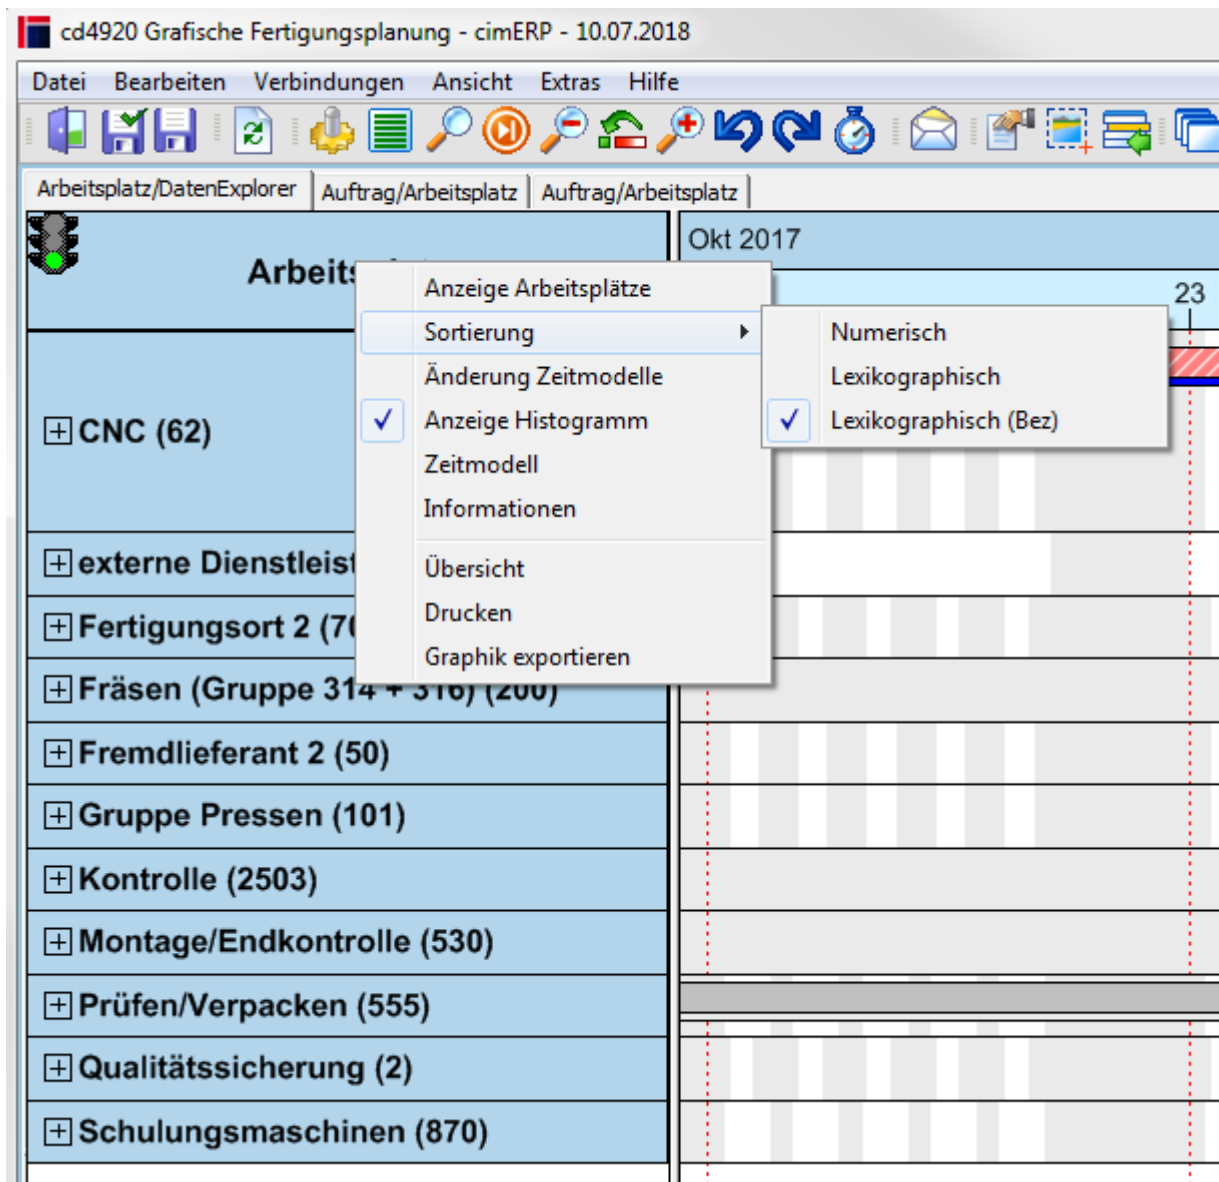 cd4920 Grafische Fertigungsplanung - cimERP - 10.07.2018
Datei Bearbeiten Verbindungen Ansicht Extras Hilfe
Arbeitsplatz/DatenExplorer Auftrag/Arbeitsplatz Auftrag/Arbeitsplatz
Okt 2017
23
Anzeige Arbeitsplätze
Sortierung
Änderung Zeitmodelle
Anzeige Histogramm
Zeitmodell
Informationen
Übersicht
Drucken
Graphik exportieren
Numerisch
Lexikographisch
Lexikographisch (Bez)
CNC (62)
externe
Fertigungsort 2
Fräsen (Gruppe 314 + 316) (200)
Fremdlieferant 2 (50)
Gruppe Pressen (101)
Kontrolle (2503)
Montage/Endkontrolle (530)
Prüfen/Verpacken (555)
Qualitätssicherung (2)
Schulungsmaschinen (870)